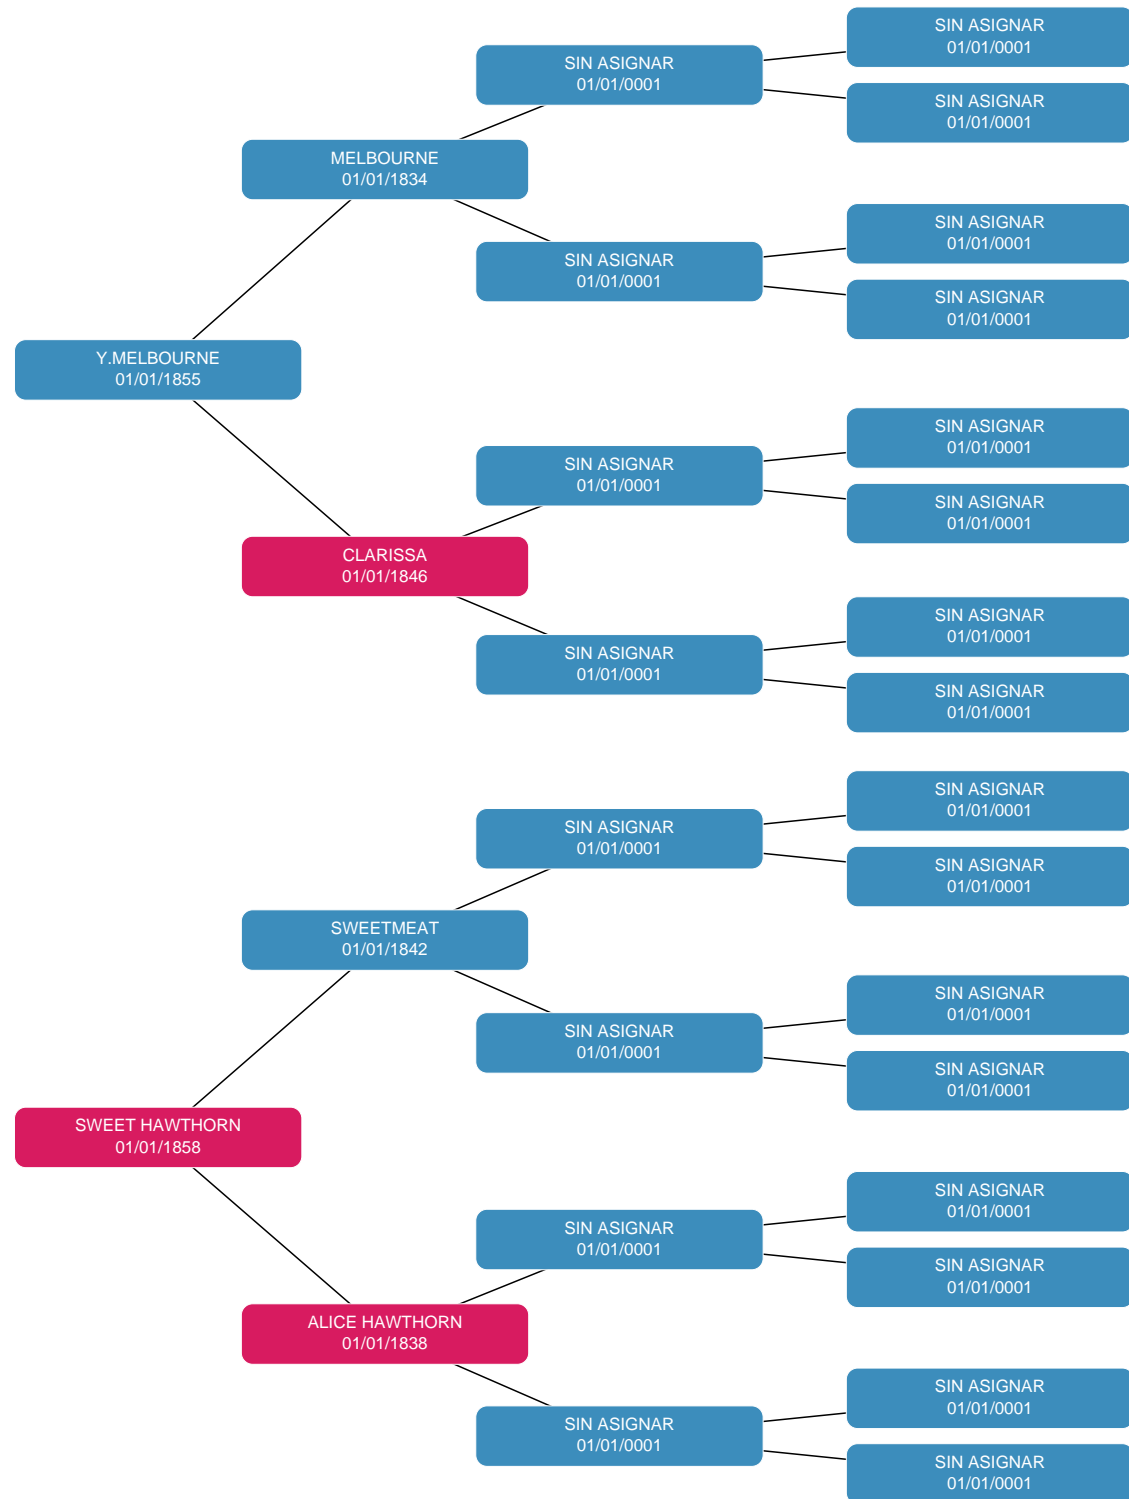 SIN ASIGNAR
01/01/0001
SIN ASIGNAR
01/01/0001
SIN ASIGNAR
01/01/0001
MELBOURNE
01/01/1834
SIN ASIGNAR
01/01/0001
SIN ASIGNAR
01/01/0001
SIN ASIGNAR
01/01/0001
Y.MELBOURNE
01/01/1855
SIN ASIGNAR
01/01/0001
SIN ASIGNAR
01/01/0001
SIN ASIGNAR
01/01/0001
CLARISSA
01/01/1846
SIN ASIGNAR
01/01/0001
SIN ASIGNAR
01/01/0001
SIN ASIGNAR
01/01/0001
SIN ASIGNAR
01/01/0001
SIN ASIGNAR
01/01/0001
SIN ASIGNAR
01/01/0001
SWEETMEAT
01/01/1842
SIN ASIGNAR
01/01/0001
SIN ASIGNAR
01/01/0001
SIN ASIGNAR
01/01/0001
SWEET HAWTHORN
01/01/1858
SIN ASIGNAR
01/01/0001
SIN ASIGNAR
01/01/0001
SIN ASIGNAR
01/01/0001
ALICE HAWTHORN
01/01/1838
SIN ASIGNAR
01/01/0001
SIN ASIGNAR
01/01/0001
SIN ASIGNAR
01/01/0001